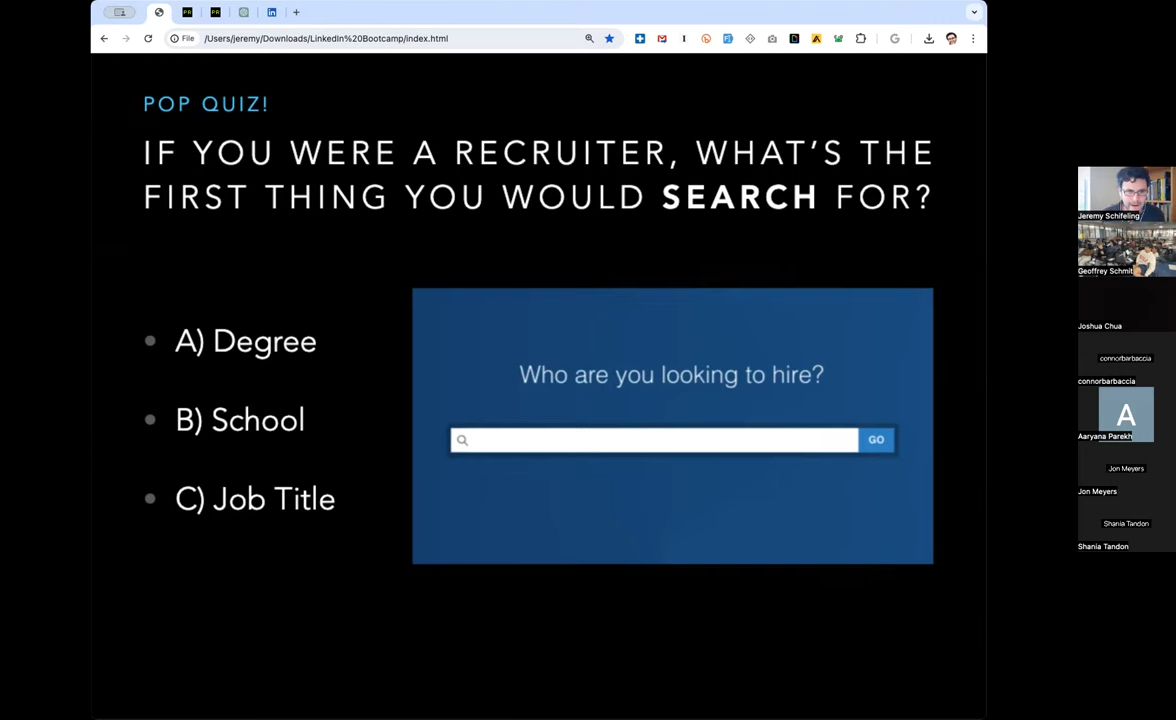 File
/Users/jeremy/Downloads/LinkedIn%20Bootcamp/index.html
POP QUIZ!
IF YOU WERE A RECRUITER, WHAT'S THE
FIRST THING YOU WOULD SEARCH FOR?
A) Degree
B) School
C) Job Title
Who are you looking to hire?
GO
Jeremy Schifeling
Geoffrey Schmit
Joshua Chua
connorbarbaccia
connorbarbaccia
A
Aaryana Parekh
Jon Meyers
Jon Meyers
Shania Tandon
Shania Tandon